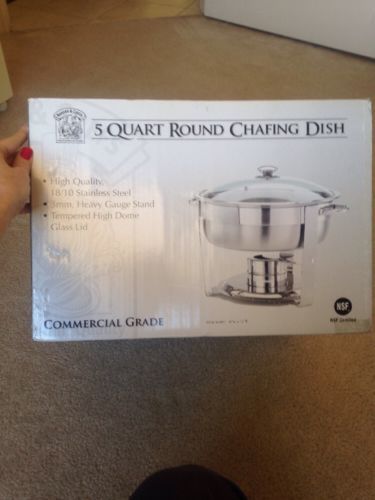 5 QUART ROUND CHAFING DISH
• High Quality,
18/10 Stainless Steel
• 3mm, Heavy Gauge Stand
• Tempered High Dome
Glass Lid
COMMERCIAL GRADE
NSF